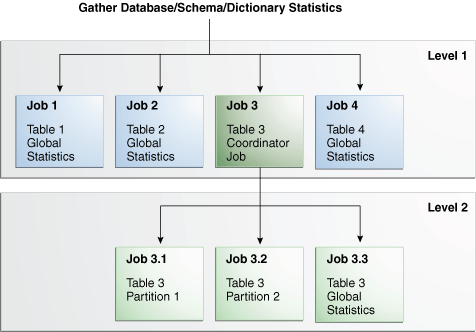 Gather Database/Schema/Dictionary Statistics
Level 1
Job 1
Table 1
Global
Statistics
Job 2
Table 2
Global
Statistics
Job 3
Table 3
Coordinator
Job
Job 4
Table 4
Global
Statistics
Level 2
Job 3.1
Table 3
Partition 1
Job 3.2
Table 3
Partition 2
Job 3.3
Table 3
Global
Statistics